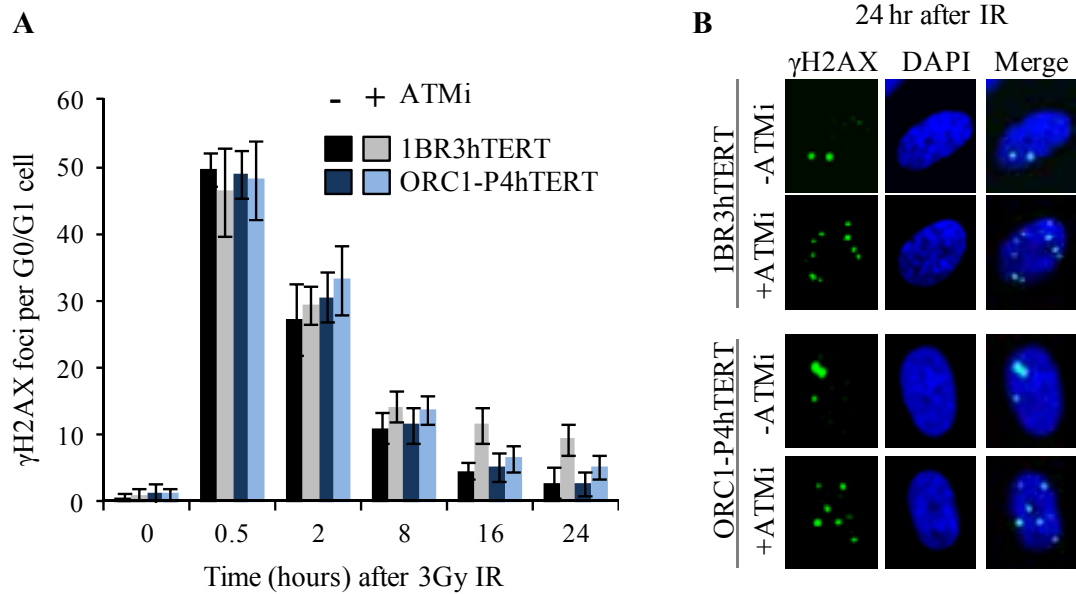 A
γH2AX foci per G0/G1 cell
60
50
40
30
20
10
0
- + ATMi
1BR3hTERT
ORC1-P4hTERT
0 0.5 2 8 16 24
Time (hours) after 3Gy IR
B
24 hr after IR
γH2AX DAPI Merge
1BR3hTERT
-ATMi
+ATMi
ORC1-P4hTERT
-ATMi
+ATMi